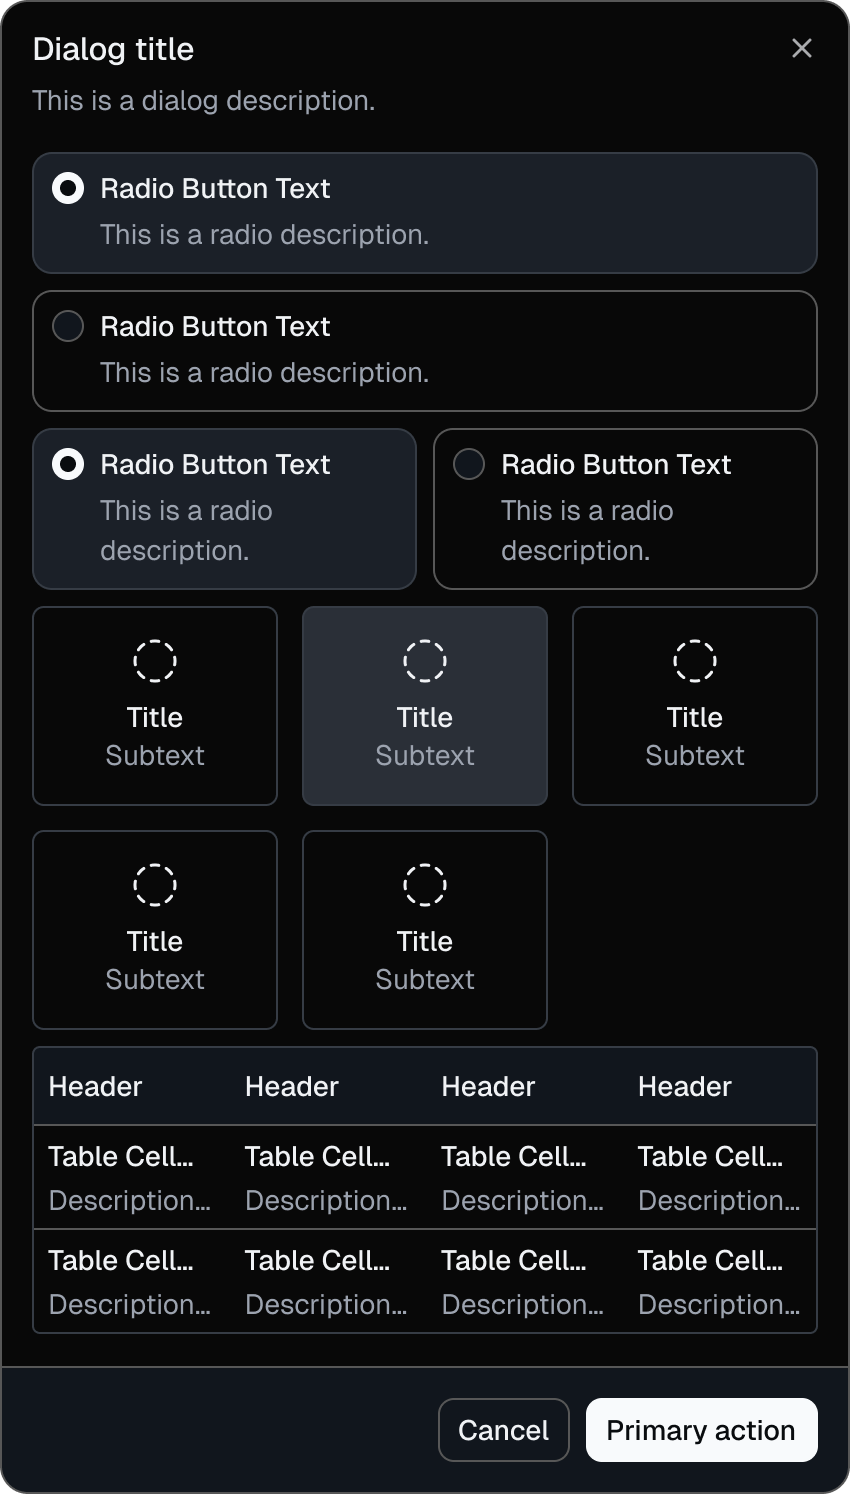 Dialog title
This is a dialog description.
Radio Button Text
This is a radio description.
Radio Button Text
This is a radio description.
Radio Button Text
This is a radio
description.
Radio Button Text
This is a radio
description.
Title
Subtext
Title
Subtext
Title
Subtext
Title
Subtext
Title
Subtext
Header Header Header Header
Table Cell... Table Cell... Table Cell... Table Cell...
Description... Description... Description... Description...
Table Cell... Table Cell... Table Cell... Table Cell...
Description... Description... Description... Description...
Cancel Primary action